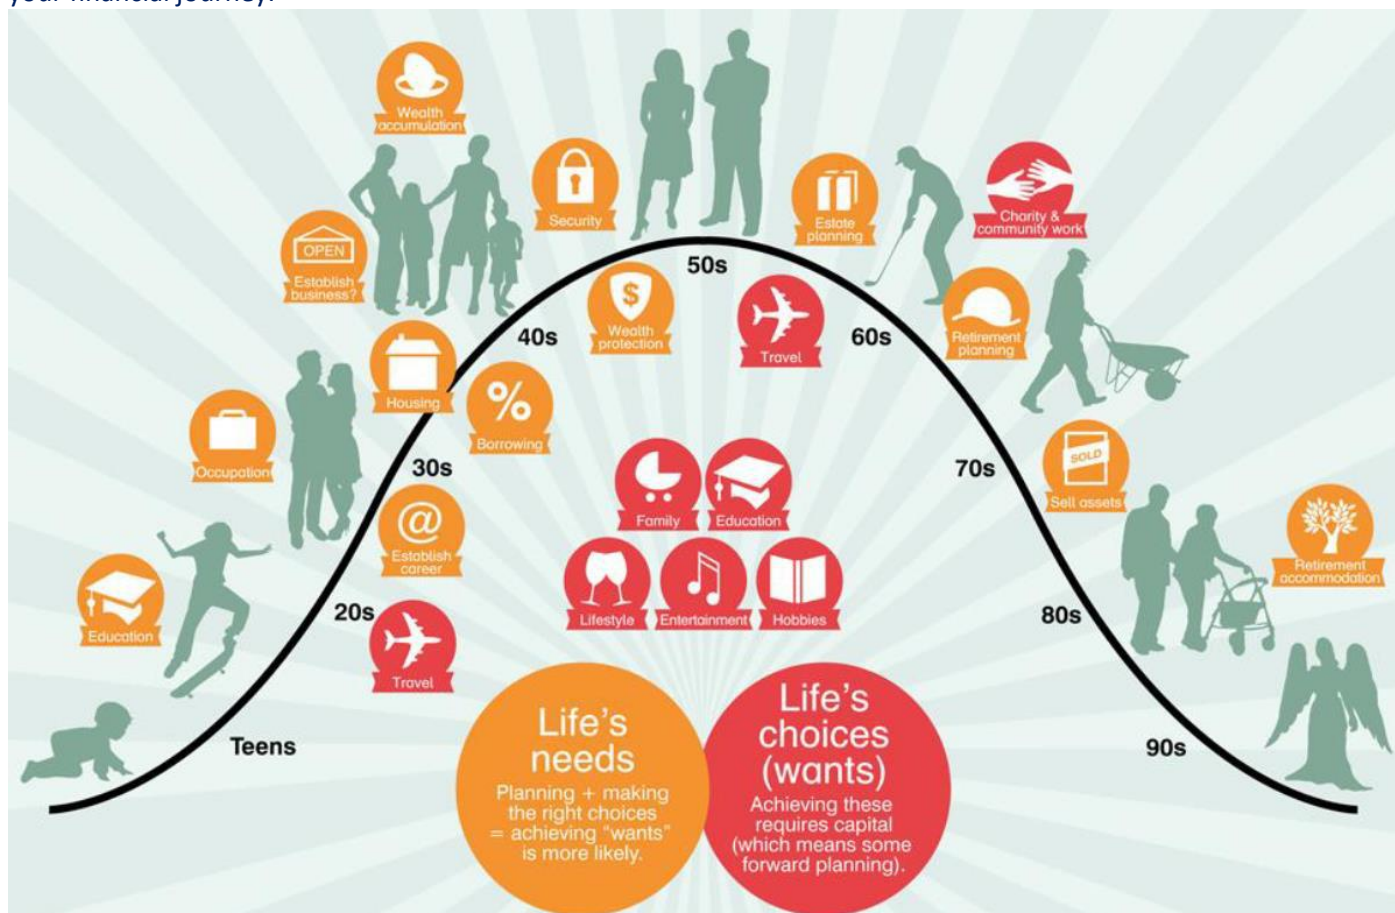 your financial journey.
Wealth
accumulation
Security
Estate
planning
Charity &
community work
OPEN
Establish
business?
50s
Wealth
protection
$
Travel
40s
60s
Retirement
planning
Housing
%
Borrowing
Occupation
30s
70s
SOLD
Sell assets
Family
Education
@
Establish
career
Retirement
accommodation
Education
20s
Travel
Lifestyle
Entertainment
Hobbies
80s
Teens
90s
Life's
needs
Planning + making
the right choices
= achieving "wants"
is more likely.
Life's
choices
(wants)
Achieving these
requires capital
(which means some
forward planning).